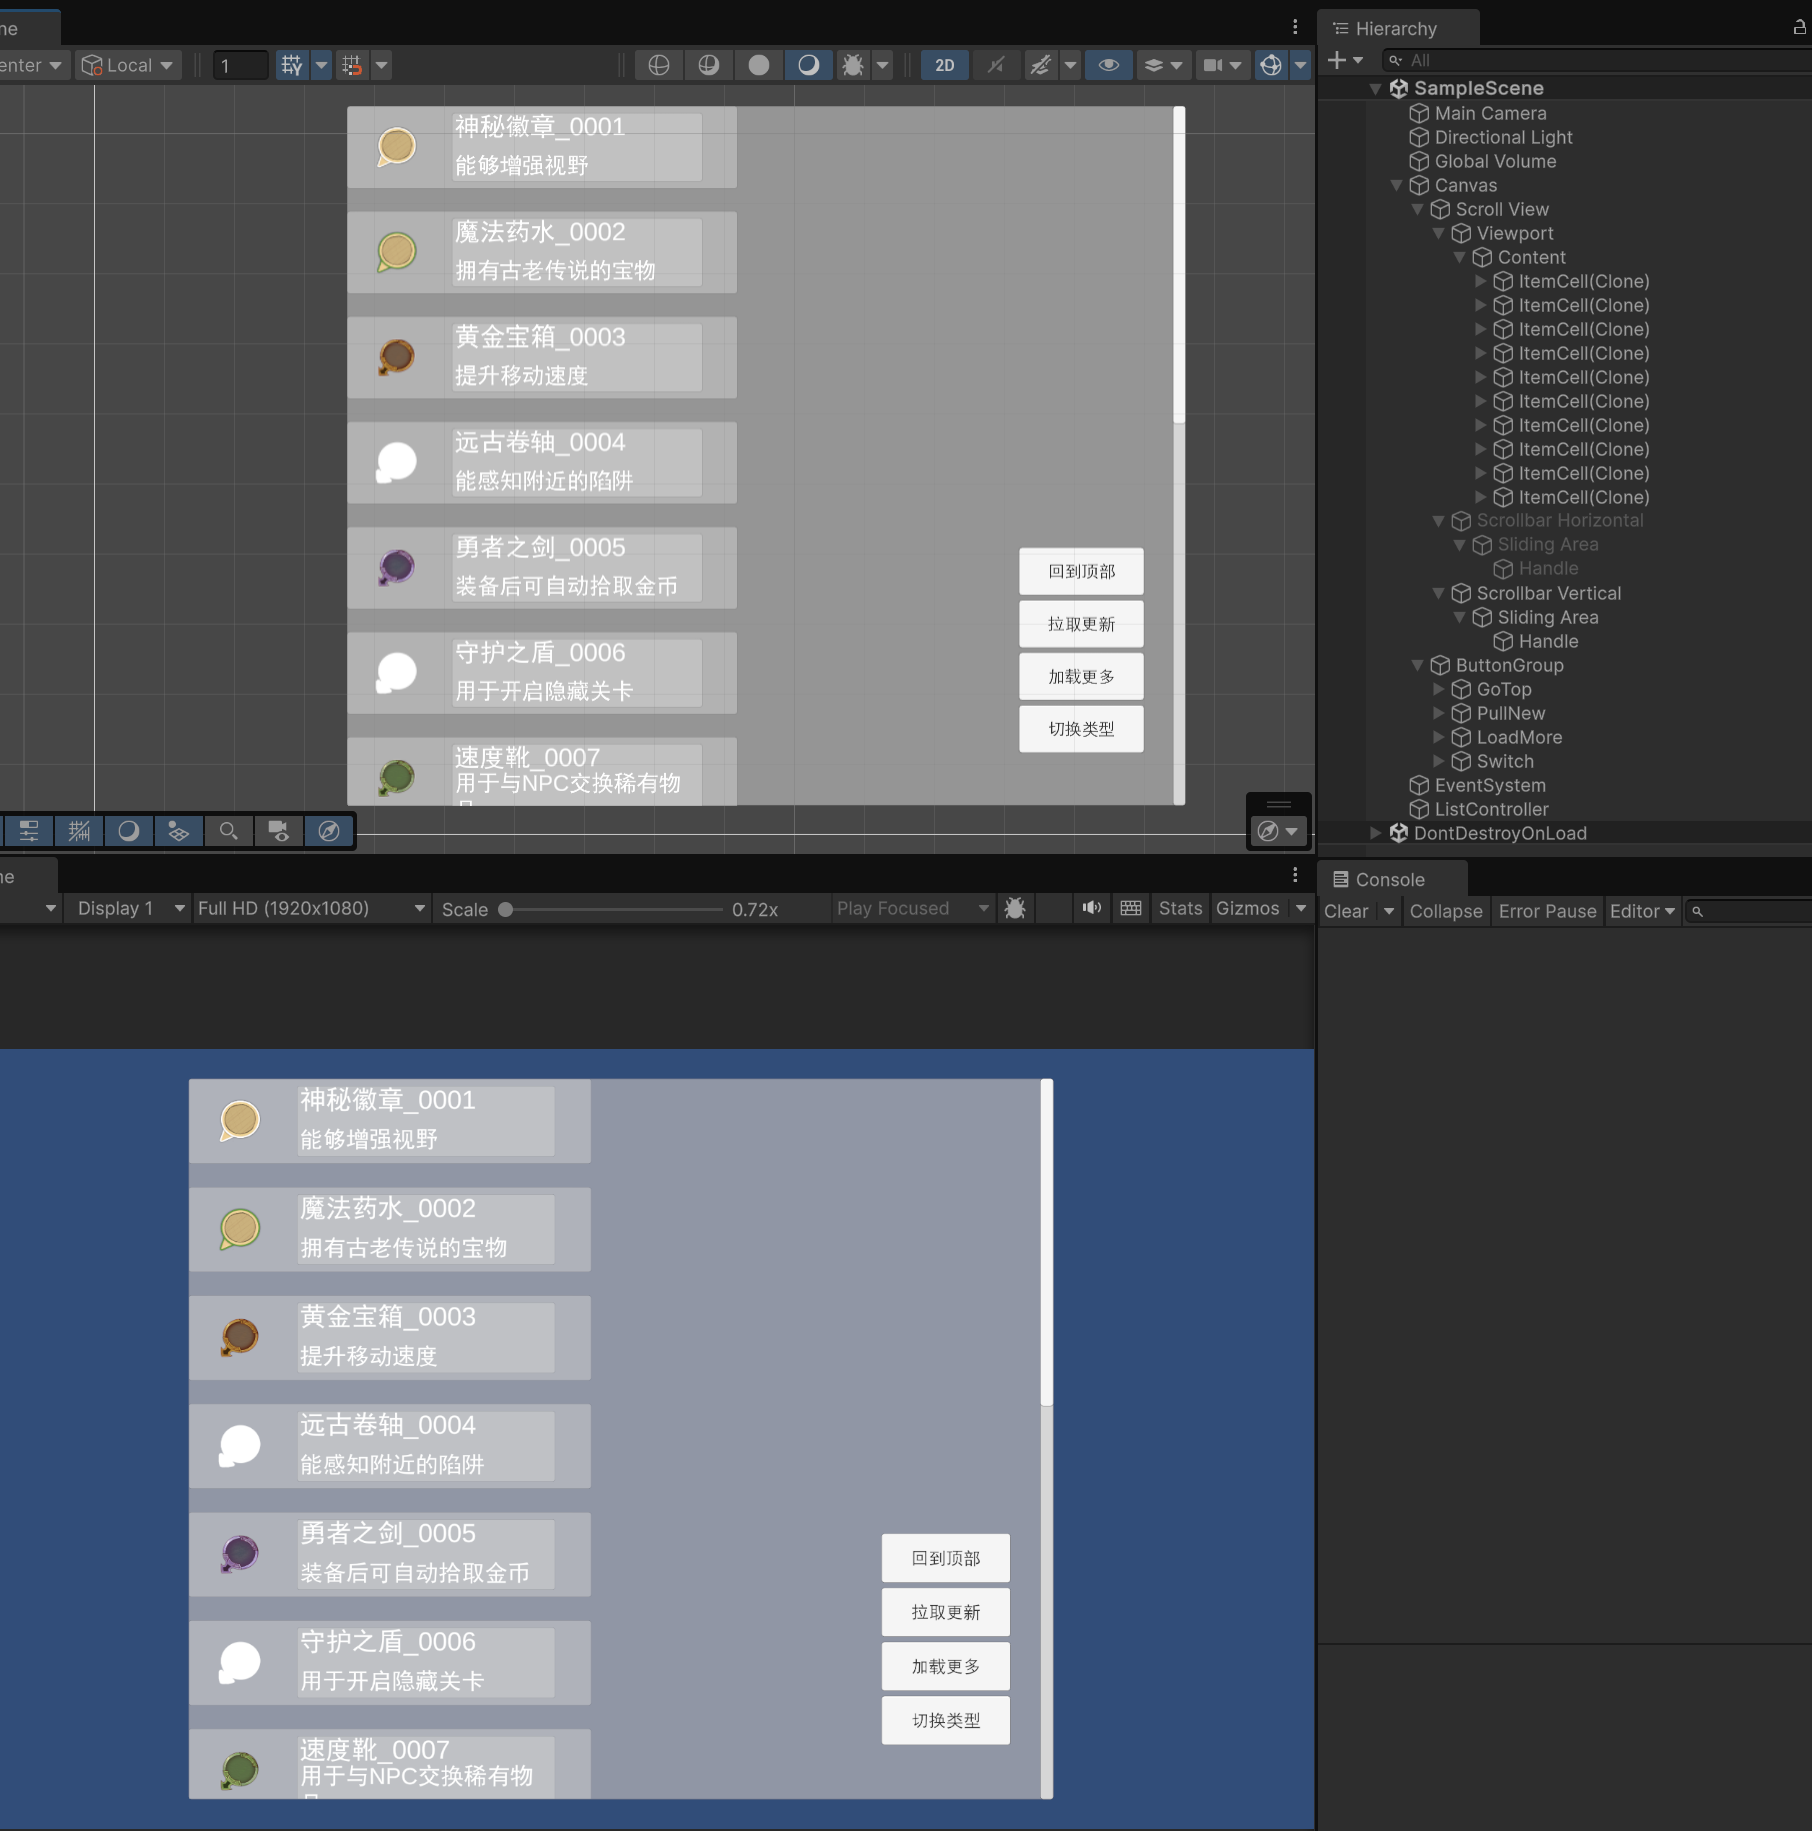 Local
1
2D
神秘徽章_0001
能够增强视野
魔法药水_0002
拥有古老传说的宝物
黄金宝箱_0003
提升移动速度
远古卷轴_0004
能感知附近的陷阱
勇者之剑_0005
装备后可自动拾取金币
守护之盾_0006
用于开启隐藏关卡
速度靴_0007
用于与NPC交换稀有物
回到顶部
拉取更新
加载更多
切换类型
Hierarchy
All
SampleScene
Main Camera
Directional Light
Global Volume
Canvas
Scroll View
Viewport
Content
ItemCell(Clone)
ItemCell(Clone)
ItemCell(Clone)
ItemCell(Clone)
ItemCell(Clone)
ItemCell(Clone)
ItemCell(Clone)
ItemCell(Clone)
ItemCell(Clone)
ItemCell(Clone)
Scrollbar Horizontal
Sliding Area
Handle
Scrollbar Vertical
Sliding Area
Handle
ButtonGroup
GoTop
PullNew
LoadMore
Switch
EventSystem
ListController
DontDestroyOnLoad
Display 1
Full HD (1920x1080)
Scale
0.72x
Play Focused
Stats
Gizmos
神秘徽章_0001
能够增强视野
魔法药水_0002
拥有古老传说的宝物
黄金宝箱_0003
提升移动速度
远古卷轴_0004
能感知附近的陷阱
勇者之剑_0005
装备后可自动拾取金币
守护之盾_0006
用于开启隐藏关卡
速度靴_0007
用于与NPC交换稀有物
回到顶部
拉取更新
加载更多
切换类型
Console
Clear
Collapse
Error Pause
Editor